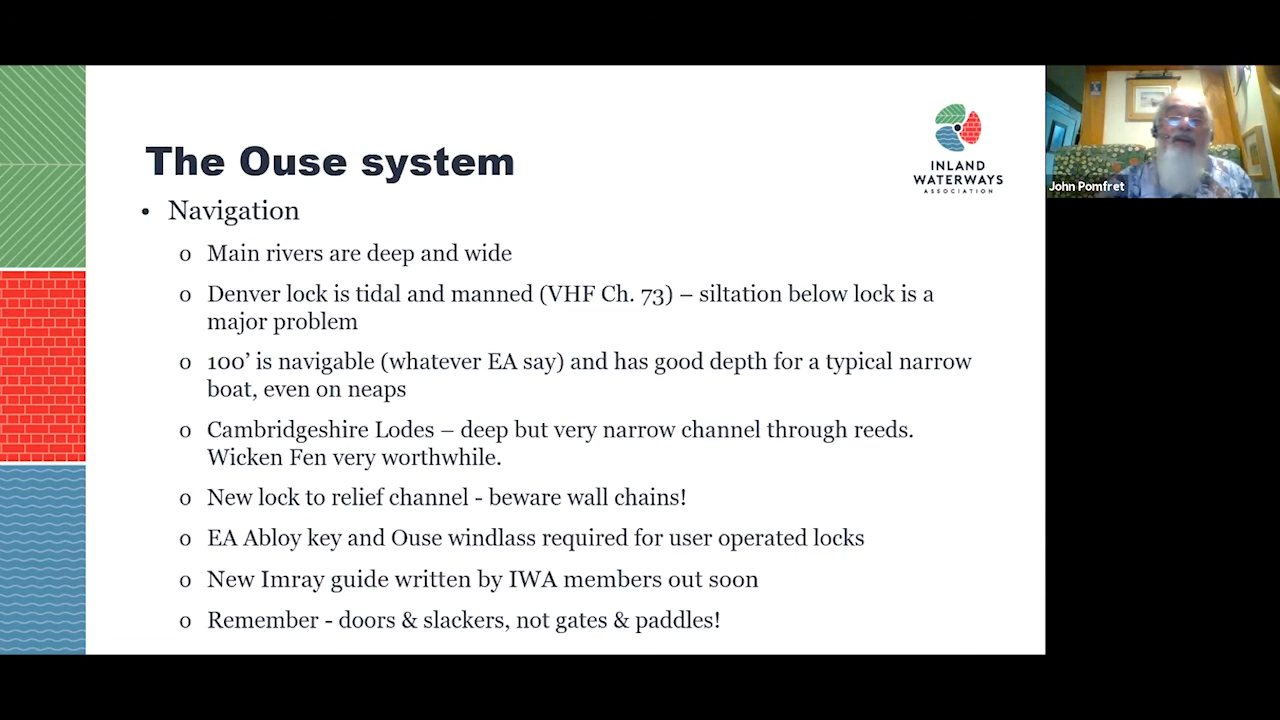 The Ouse system
INLAND
WATERWAYS
ASSOCIATION
John Pomfret
• Navigation
o Main rivers are deep and wide
o Denver lock is tidal and manned (VHF Ch. 73) – siltation below lock is a
major problem
o 100’ is navigable (whatever EA say) and has good depth for a typical narrow
boat, even on neaps
o Cambridgeshire Lodes – deep but very narrow channel through reeds.
Wicken Fen very worthwhile.
o New lock to relief channel - beware wall chains!
o EA Abloy key and Ouse windlass required for user operated locks
o New Imray guide written by IWA members out soon
o Remember - doors & slackers, not gates & paddles!